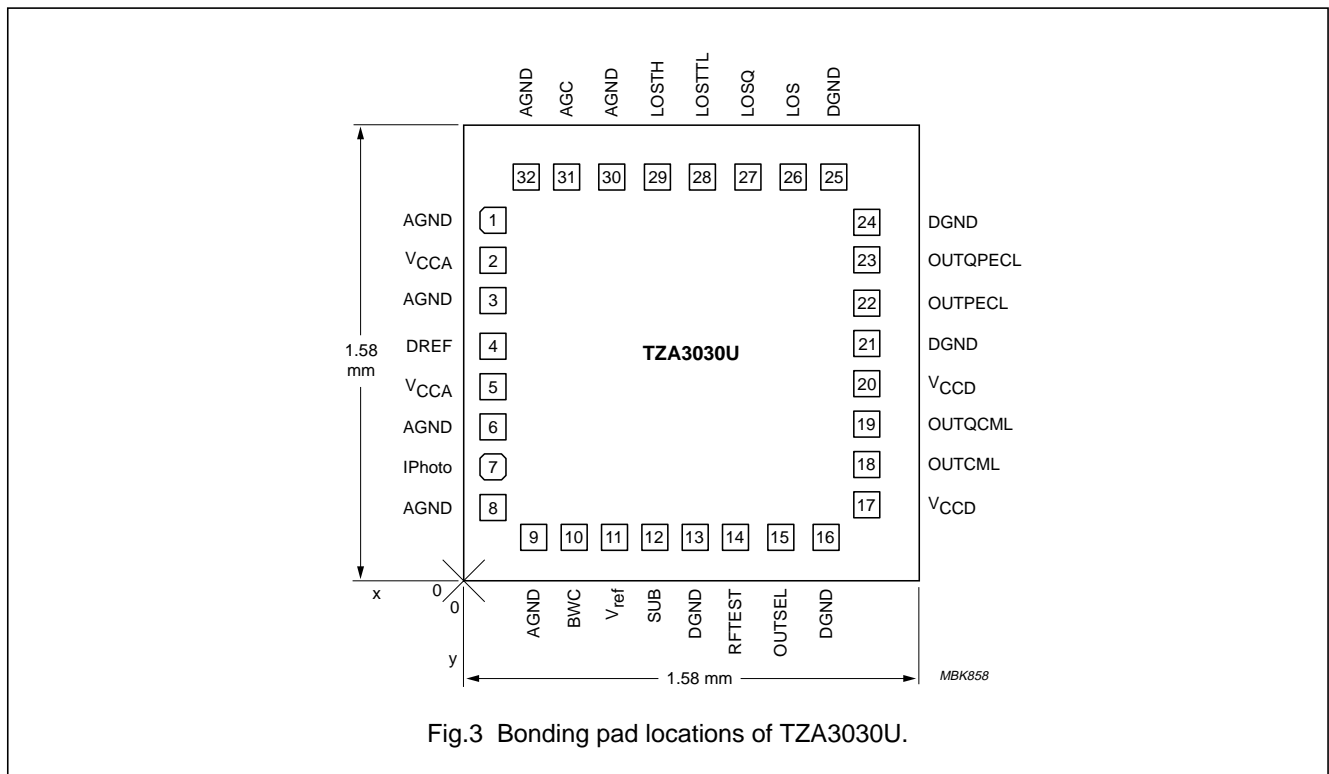 AGND
AGC
AGND
LOSTH
LOSTTL
LOSQ
LOS
DGND
32 31 30 29 28 27 26 25
AGND 1
VCCA 2
AGND 3
DREF 4
VCCA 5
AGND 6
IPhoto 7
AGND 8
24 DGND
23 OUTQPECL
22 OUTPECL
21 DGND
20 VCCD
19 OUTQCML
18 OUTCML
17 VCCD
TZA3030U
1.58
mm
9 10 11 12 13 14 15 16
x 0
0
y
AGND
BWC
Vref
SUB
DGND
RFTEST
OUTSEL
DGND
1.58 mm
MBK858
Fig.3 Bonding pad locations of TZA3030U.